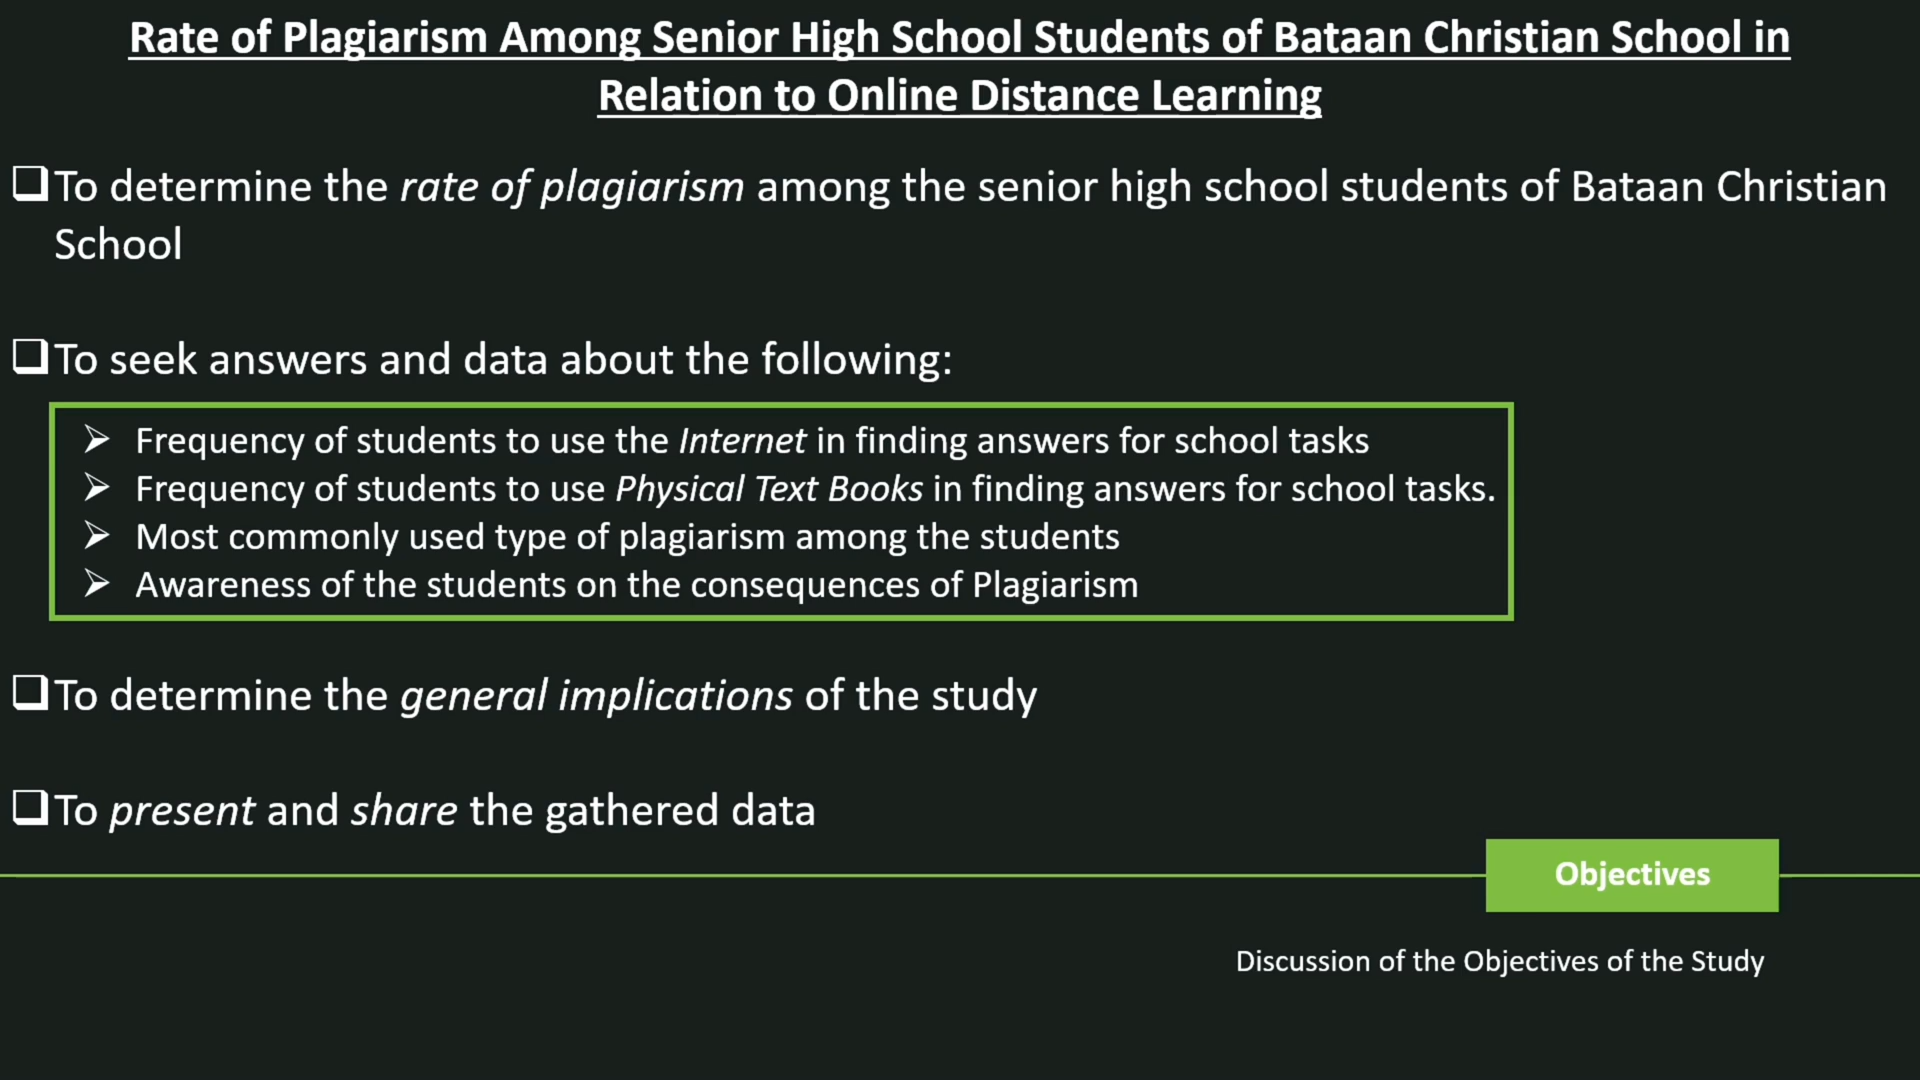 Rate of Plagiarism Among Senior High School Students of Bataan Christian School in
Relation to Online Distance Learning
To determine the rate of plagiarism among the senior high school students of Bataan Christian
School
To seek answers and data about the following:
Frequency of students to use the Internet in finding answers for school tasks
Frequency of students to use Physical Text Books in finding answers for school tasks.
Most commonly used type of plagiarism among the students
Awareness of the students on the consequences of Plagiarism
To determine the general implications of the study
To present and share the gathered data
Objectives
Discussion of the Objectives of the Study